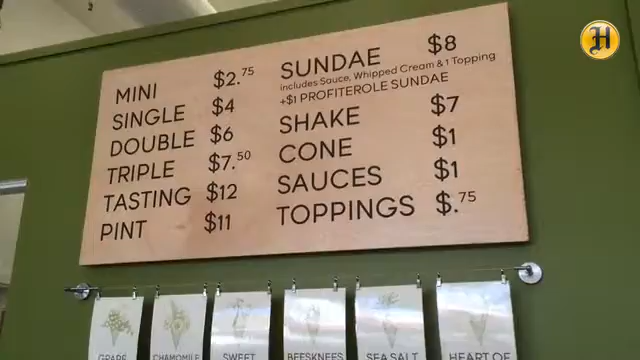 MINI $2.75
SINGLE $4
DOUBLE $6
TRIPLE $7.50
TASTING $12
PINT $11
SUNDAE $8
includes Sauce, Whipped Cream & 1 Topping
+$1 PROFITEROLE SUNDAE
SHAKE $7
CONE $1
SAUCES $1
TOPPINGS $.75
H
GRAPE
CHAMOMILE
SWEET
BEESKNEES
SEA SALT
HEART OF